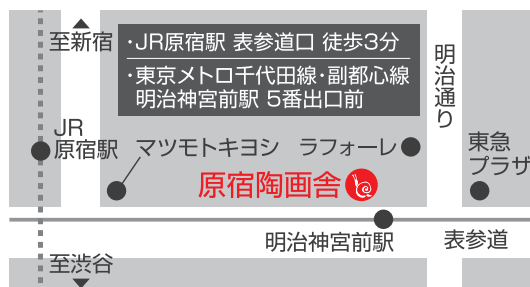 至新宿
・JR原宿駅 表参道口 徒歩3分
・東京メトロ千代田線・副都心線
明治神宮前駅 5番出口前
明治通り
JR
原宿駅
マツモトキヨシ
ラフォーレ
東急
プラザ
原宿陶画舎
明治神宮前駅
表参道
至渋谷